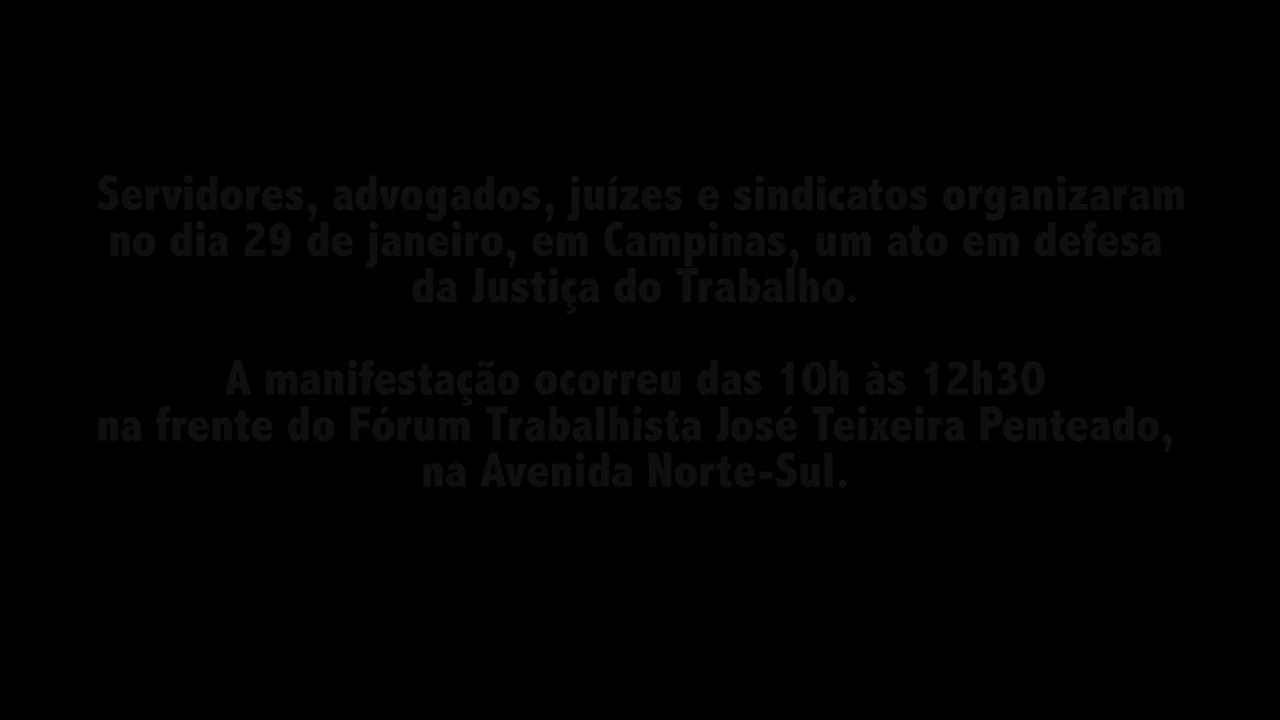 Servidores, advogados, juízes e sindicatos organizaram
no dia 29 de janeiro, em Campinas, um ato em defesa
da Justiça do Trabalho.
A manifestação ocorreu das 10h às 12h30
na frente do Fórum Trabalhista José Teixeira Penteado,
na Avenida Norte-Sul.